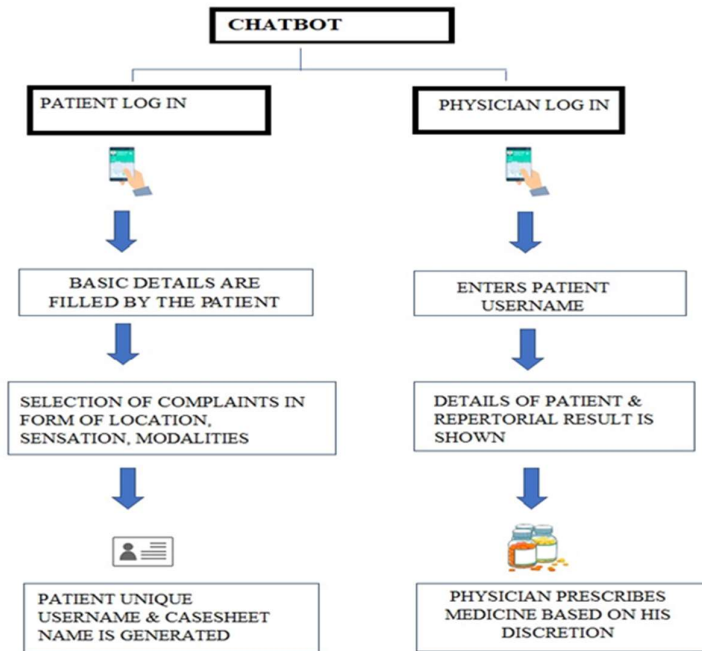 CHATBOT
PATIENT LOG IN
PHYSICIAN LOG IN
BASIC DETAILS ARE
FILLED BY THE PATIENT
ENTERS PATIENT
USERNAME
SELECTION OF COMPLAINTS IN
FORM OF LOCATION,
SENSATION, MODALITIES
DETAILS OF PATIENT &
REPERTORIAL RESULT IS
SHOWN
PATIENT UNIQUE
USERNAME & CASESHEET
NAME IS GENERATED
PHYSICIAN PRESCRIBES
MEDICINE BASED ON HIS
DISCRETION